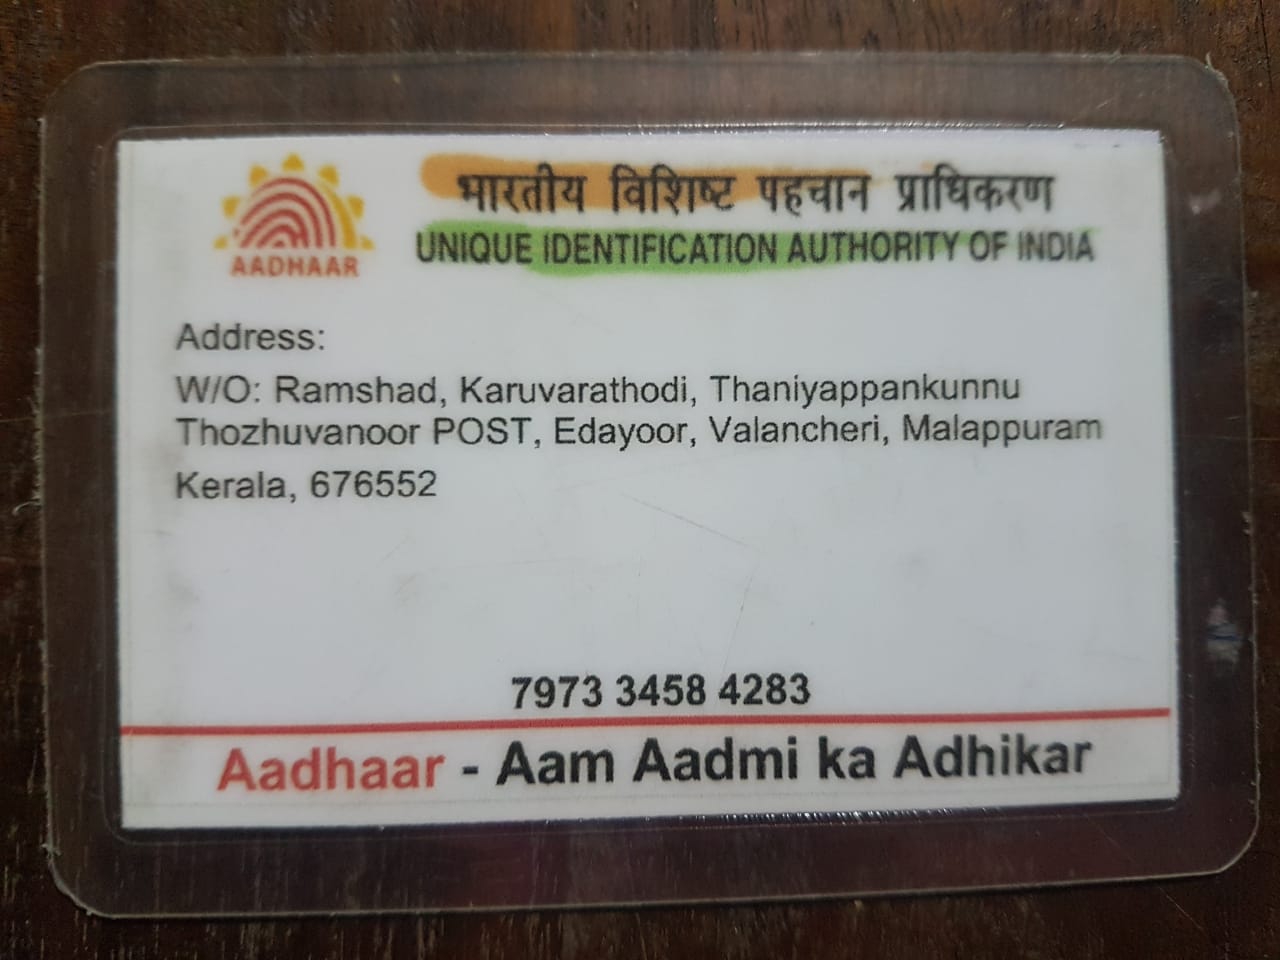 भारतीय विशिष्ट पहचान प्राधिकरण
AADHAAR
UNIQUE IDENTIFICATION AUTHORITY OF INDIA
Address:
W/O: Ramshad, Karuvarathodi, Thaniyappankunnu
Thozhuvanoor POST, Edayoor, Valancheri, Malappuram
Kerala, 676552
7973 3458 4283
Aadhaar - Aam Aadmi ka Adhikar